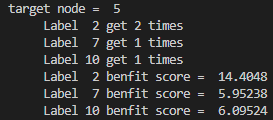 target node =  5
     Label  2 get 2 times
     Label  7 get 1 times
     Label 10 get 1 times
     Label  2 benfit score =  14.4048
     Label  7 benfit score =  5.95238
     Label 10 benfit score =  6.09524